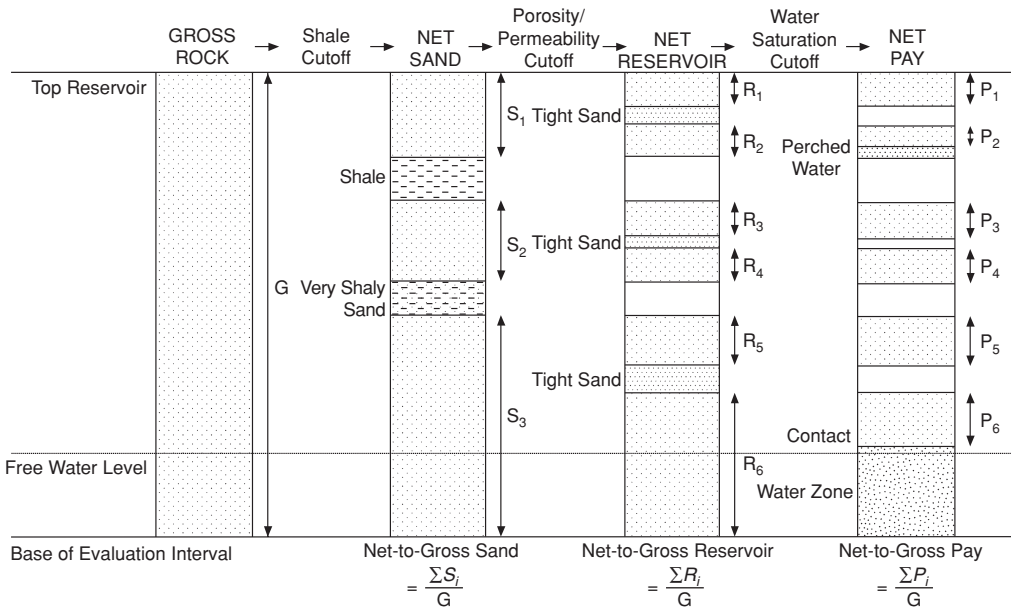 GROSS
ROCK
Shale
Cutoff
NET
SAND
Porosity/
Permeability
Cutoff
NET
RESERVOIR
Water
Saturation
Cutoff
NET
PAY
Top Reservoir
G
Shale
Very Shaly
Sand
S1
S2
S3
Tight Sand
Tight Sand
Tight Sand
R1
R2
R3
R4
R5
R6
Perched
Water
Contact
Water Zone
P1
P2
P3
P4
P5
P6
Free Water Level
Base of Evaluation Interval
Net-to-Gross Sand
= ΣSi / G
Net-to-Gross Reservoir
= ΣRi / G
Net-to-Gross Pay
= ΣPi / G